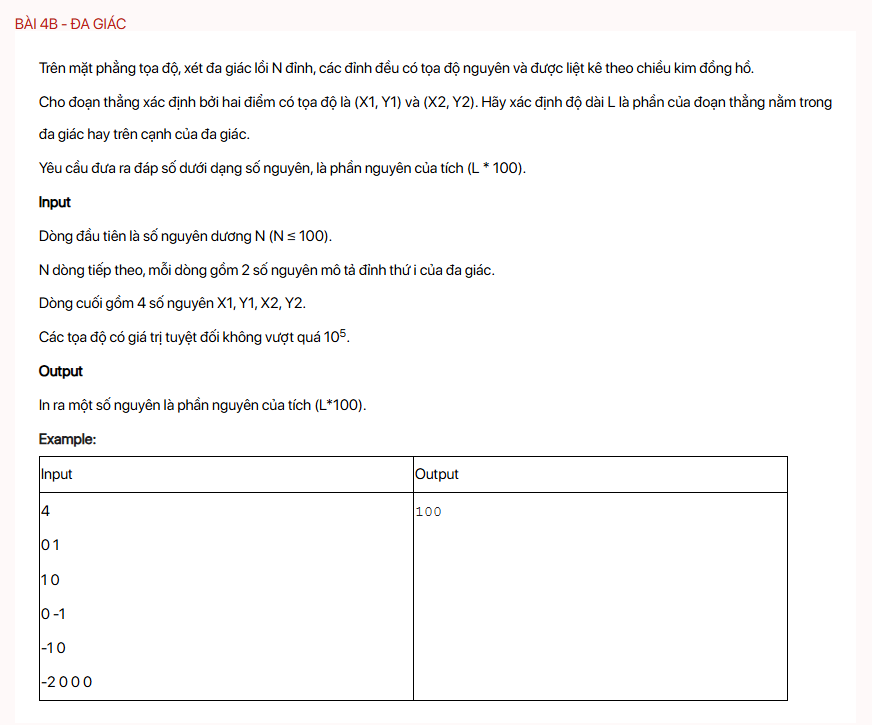 BÀI 4B - ĐA GIÁC
Trên mặt phẳng tọa độ, xét đa giác lồi N đỉnh, các đỉnh đều có tọa độ nguyên và được liệt kê theo chiều kim đồng hồ.
Cho đoạn thẳng xác định bởi hai điểm có tọa độ là (X1, Y1) và (X2, Y2). Hãy xác định độ dài L là phần của đoạn thẳng nằm trong
đa giác hay trên cạnh của đa giác.
Yêu cầu đưa ra đáp số dưới dạng số nguyên, là phần nguyên của tích (L * 100).
Input
Dòng đầu tiên là số nguyên dương N (N ≤ 100).
N dòng tiếp theo, mỗi dòng gồm 2 số nguyên mô tả đỉnh thứ i của đa giác.
Dòng cuối gồm 4 số nguyên X1, Y1, X2, Y2.
Các tọa độ có giá trị tuyệt đối không vượt quá 10⁵.
Output
In ra một số nguyên là phần nguyên của tích (L*100).
Example:
Input Output
4 100
0 1
1 0
0 -1
-1 0
-2 0 0 0